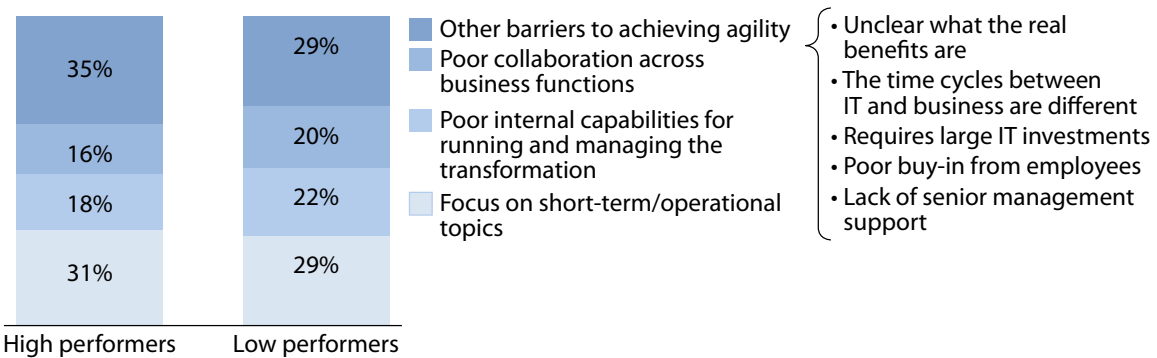 35%
16%
18%
31%
High performers
29%
20%
22%
29%
Low performers
Other barriers to achieving agility
Poor collaboration across
business functions
Poor internal capabilities for
running and managing the
transformation
Focus on short-term/operational
topics
• Unclear what the real
benefits are
• The time cycles between
IT and business are different
• Requires large IT investments
• Poor buy-in from employees
• Lack of senior management
support